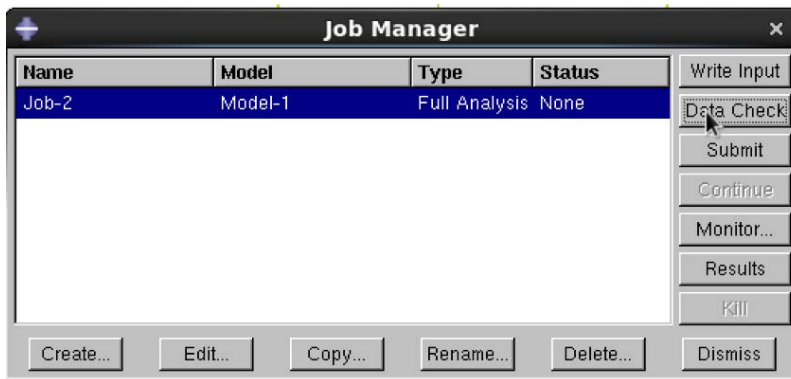 Job Manager
Name Model Type Status
Job-2 Model-1 Full Analysis None
Write Input
Data Check
Submit
Continue
Monitor...
Results
Kill
Create... Edit... Copy... Rename... Delete... Dismiss